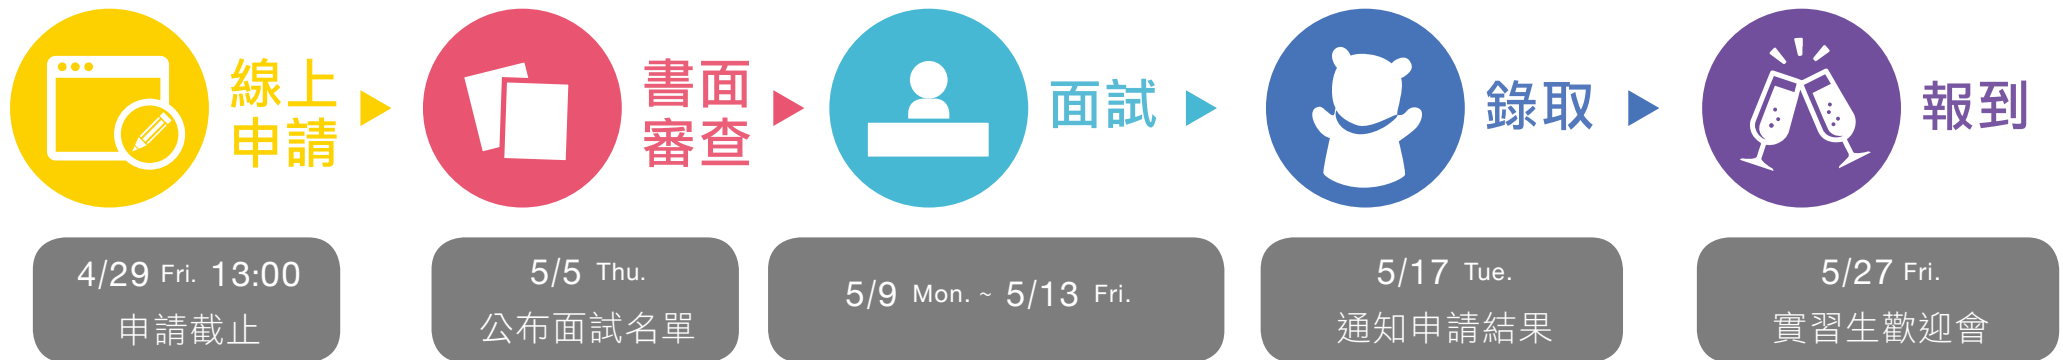 線上
申請
書面
審查
面試
錄取
報到
4/29 Fri. 13:00
申請截止
5/5 Thu.
公布面試名單
5/9 Mon. ~ 5/13 Fri.
5/17 Tue.
通知申請結果
5/27 Fri.
實習生歡迎會